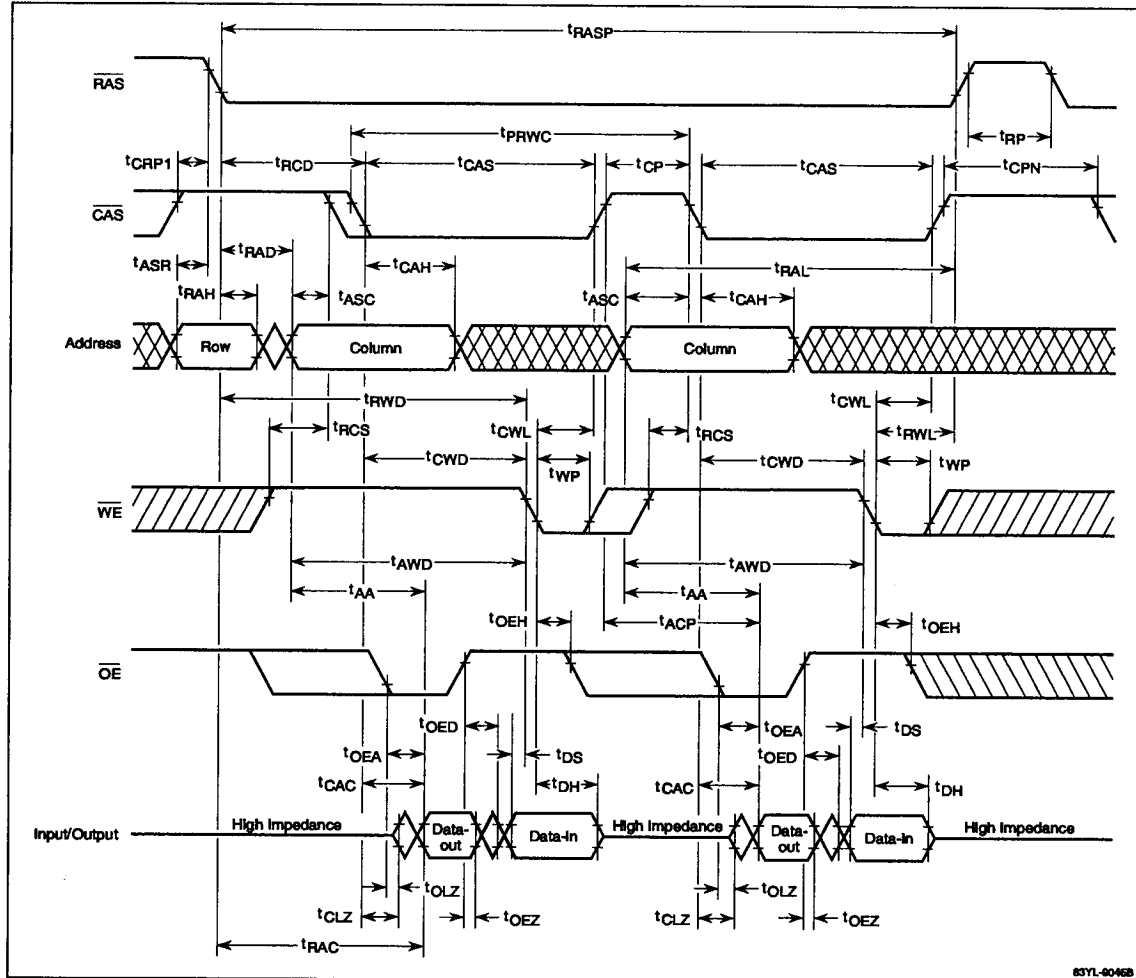 tRASP
RAS
tRP
tPRWC
tCRP1 tRCD tCAS tCP tCAS tCPN
CAS
tASR tRAD tCAH tRAL
tRAH tASC tASC tCAH
Address Row Column Column
tRWD tCWL tCWL
tRCS tRCS tRWL
tCWD tWP tCWD tWP
WE
tAWD tAWD
tAA tAA
tOEH tACP tOEH
OE
tOED tOEA tDS
tOEA tDS tOED
tCAC tDH tCAC tDH
Input/Output High Impedance Data-out Data-In High Impedance Data-out Data-In High Impedance
tOLZ tOLZ
tCLZ tOEZ tCLZ tOEZ
tRAC
83YL-9045B